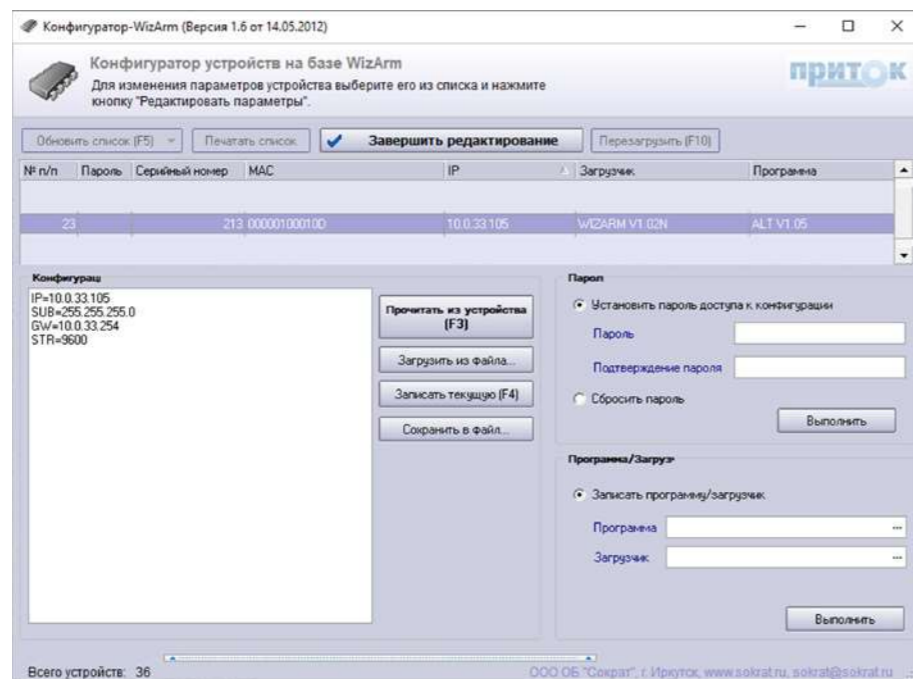 Конфигуратор-WizArm (Версия 1.6 от 14.05.2012)
Конфигуратор устройств на базе WizArm
Для изменения параметров устройства выберите его из списка и нажмите
кнопку "Редактировать параметры".
приток
Обновить список (F5)
Печатать список
Завершить редактирование
Перезагрузить (F10)
№ п/п Пароль Серийный номер MAC IP Загрузчик Программа
23 213 00000100010D 10.0.33.105 WIZARM V1.02N ALT V1.05
Конфигурац
IP=10.0.33.105
SUB=255.255.255.0
GW=10.0.33.254
STR=9600
Прочитать из устройства
(F3)
Загрузить из файла...
Записать текущую (F4)
Сохранить в файл...
Парол
Установить пароль доступа к конфигурации
Пароль
Подтверждение пароля
Сбросить пароль
Выполнить
Программа/Загруз
Записать программу/загрузчик
Программа ...
Загрузчик ...
Выполнить
Всего устройств: 36
ООО ОБ "Сократ", г. Иркутск, www.sokrat.ru, sokrat@sokrat.ru